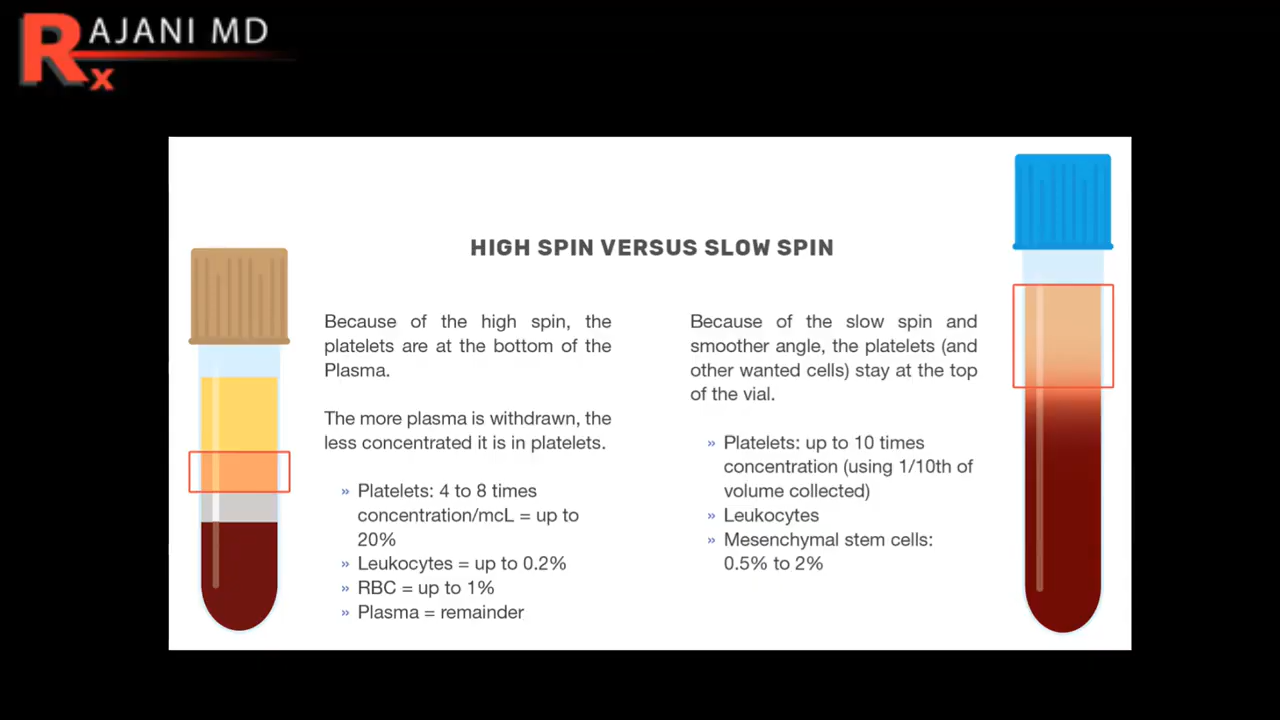 RAJANI MD
Rx
HIGH SPIN VERSUS SLOW SPIN
Because of the high spin, the
platelets are at the bottom of the
Plasma.
The more plasma is withdrawn, the
less concentrated it is in platelets.
» Platelets: 4 to 8 times
concentration/mcL = up to
20%
» Leukocytes = up to 0.2%
» RBC = up to 1%
» Plasma = remainder
Because of the slow spin and
smoother angle, the platelets (and
other wanted cells) stay at the top
of the vial.
» Platelets: up to 10 times
concentration (using 1/10th of
volume collected)
» Leukocytes
» Mesenchymal stem cells:
0.5% to 2%